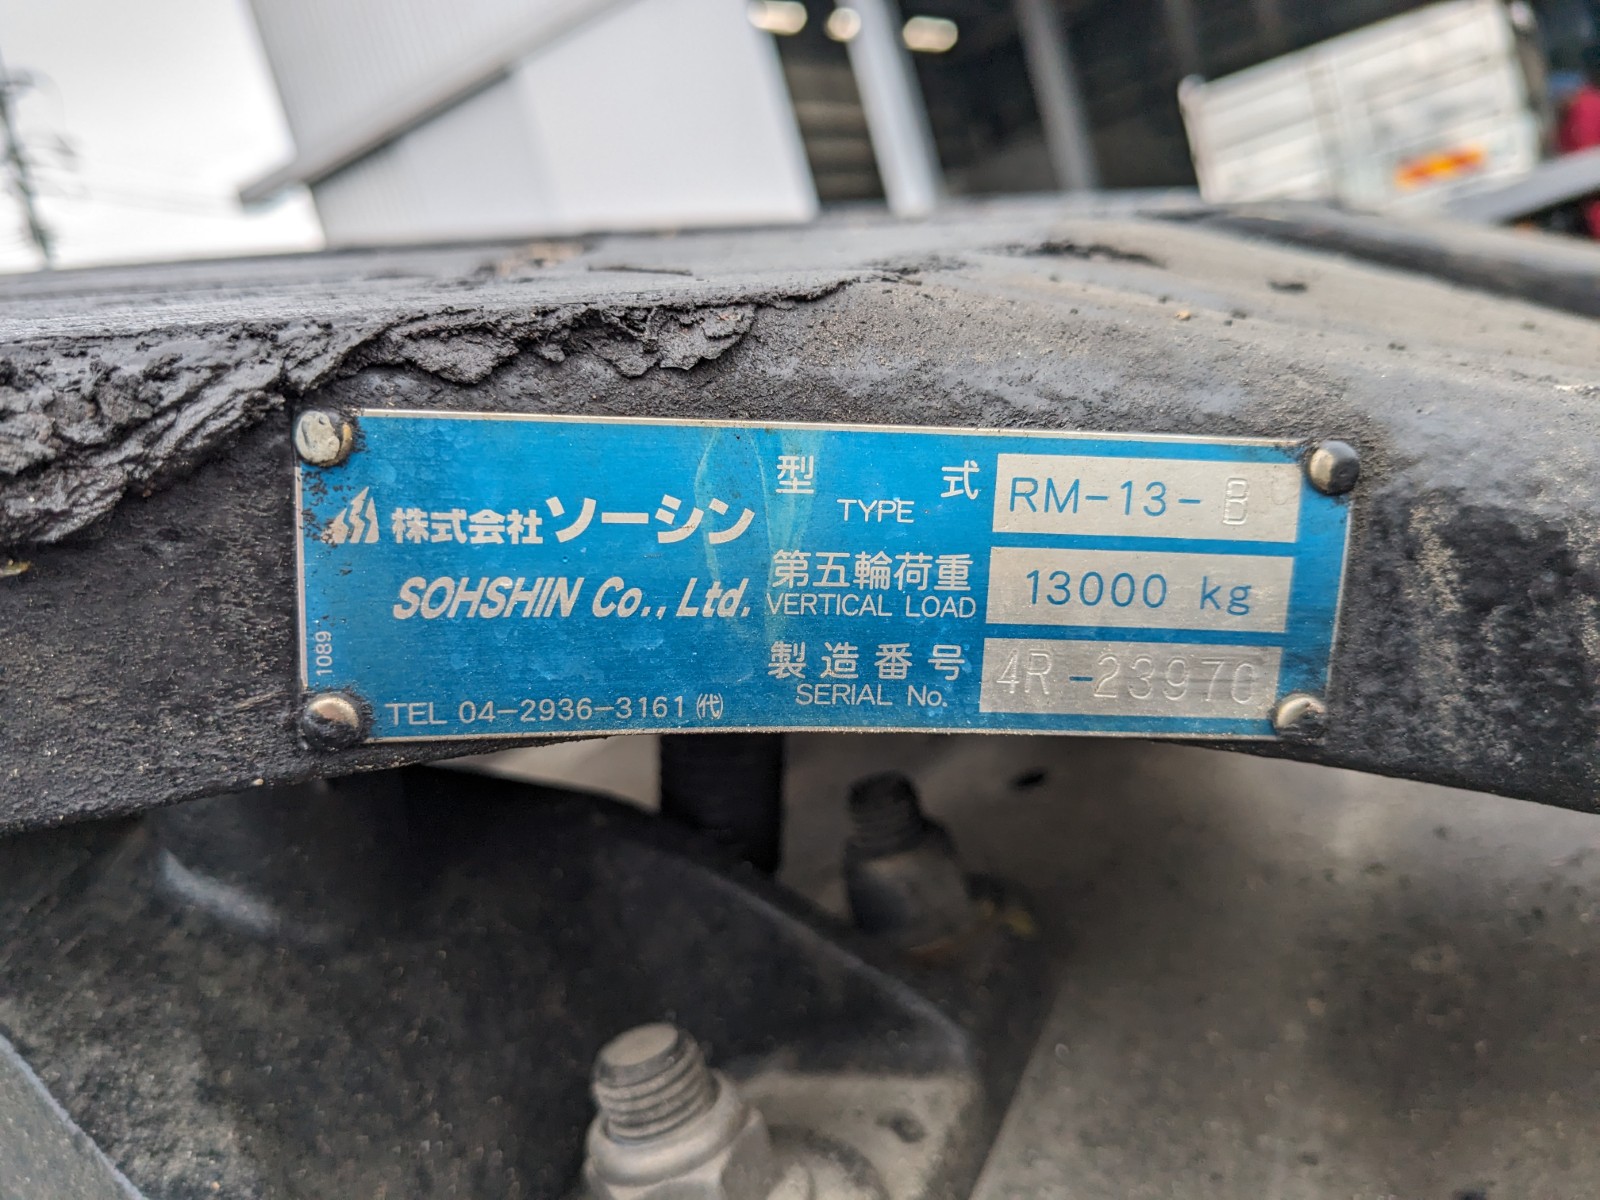 株式会社ソーシン
SOHSHIN Co., Ltd.
1089
TEL 04-2936-3161(代)
型 式 RM-13-B
TYPE
第五輪荷重 13000 kg
VERTICAL LOAD
製造番号 4R-23970
SERIAL No.